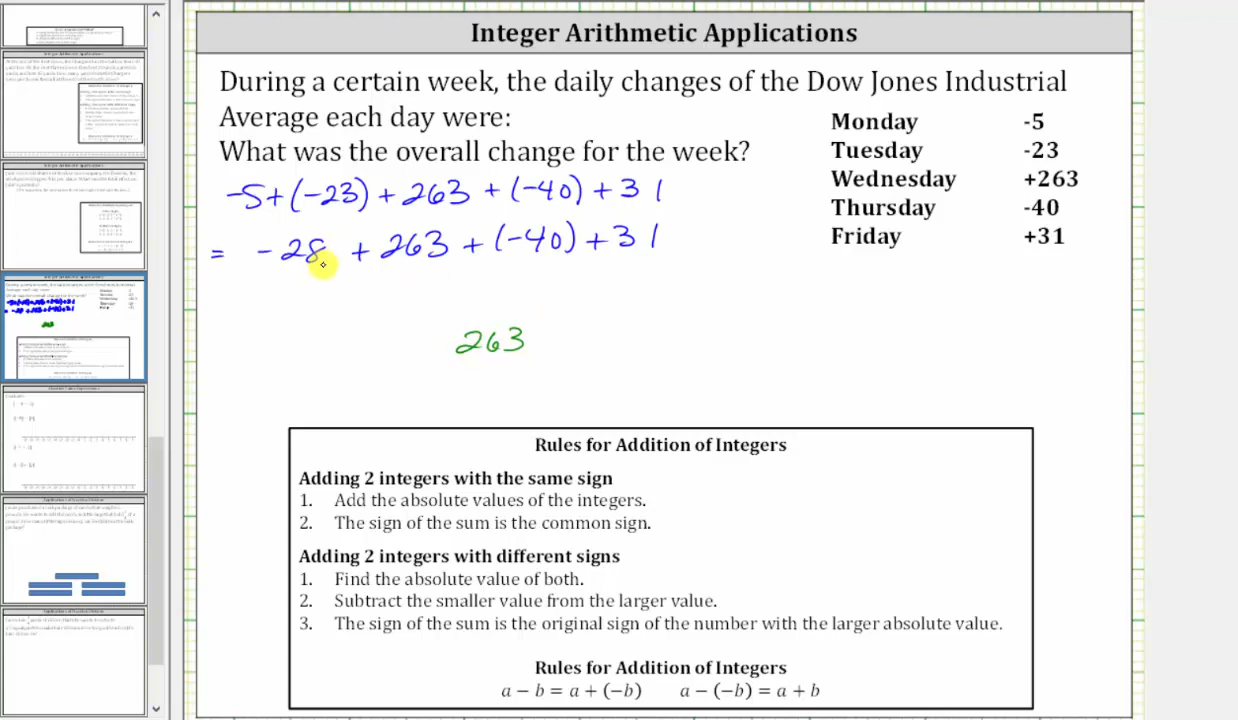 Integer Arithmetic Applications
During a certain week, the daily changes of the Dow Jones Industrial
Average each day were:
What was the overall change for the week?
Monday -5
Tuesday -23
Wednesday +263
Thursday -40
Friday +31
-5+(-23)+263+(-40)+31
= -28 +263+(-40)+31
263
Rules for Addition of Integers
Adding 2 integers with the same sign
1. Add the absolute values of the integers.
2. The sign of the sum is the common sign.
Adding 2 integers with different signs
1. Find the absolute value of both.
2. Subtract the smaller value from the larger value.
3. The sign of the sum is the original sign of the number with the larger absolute value.
Rules for Addition of Integers
a − b = a + (−b) a − (−b) = a + b